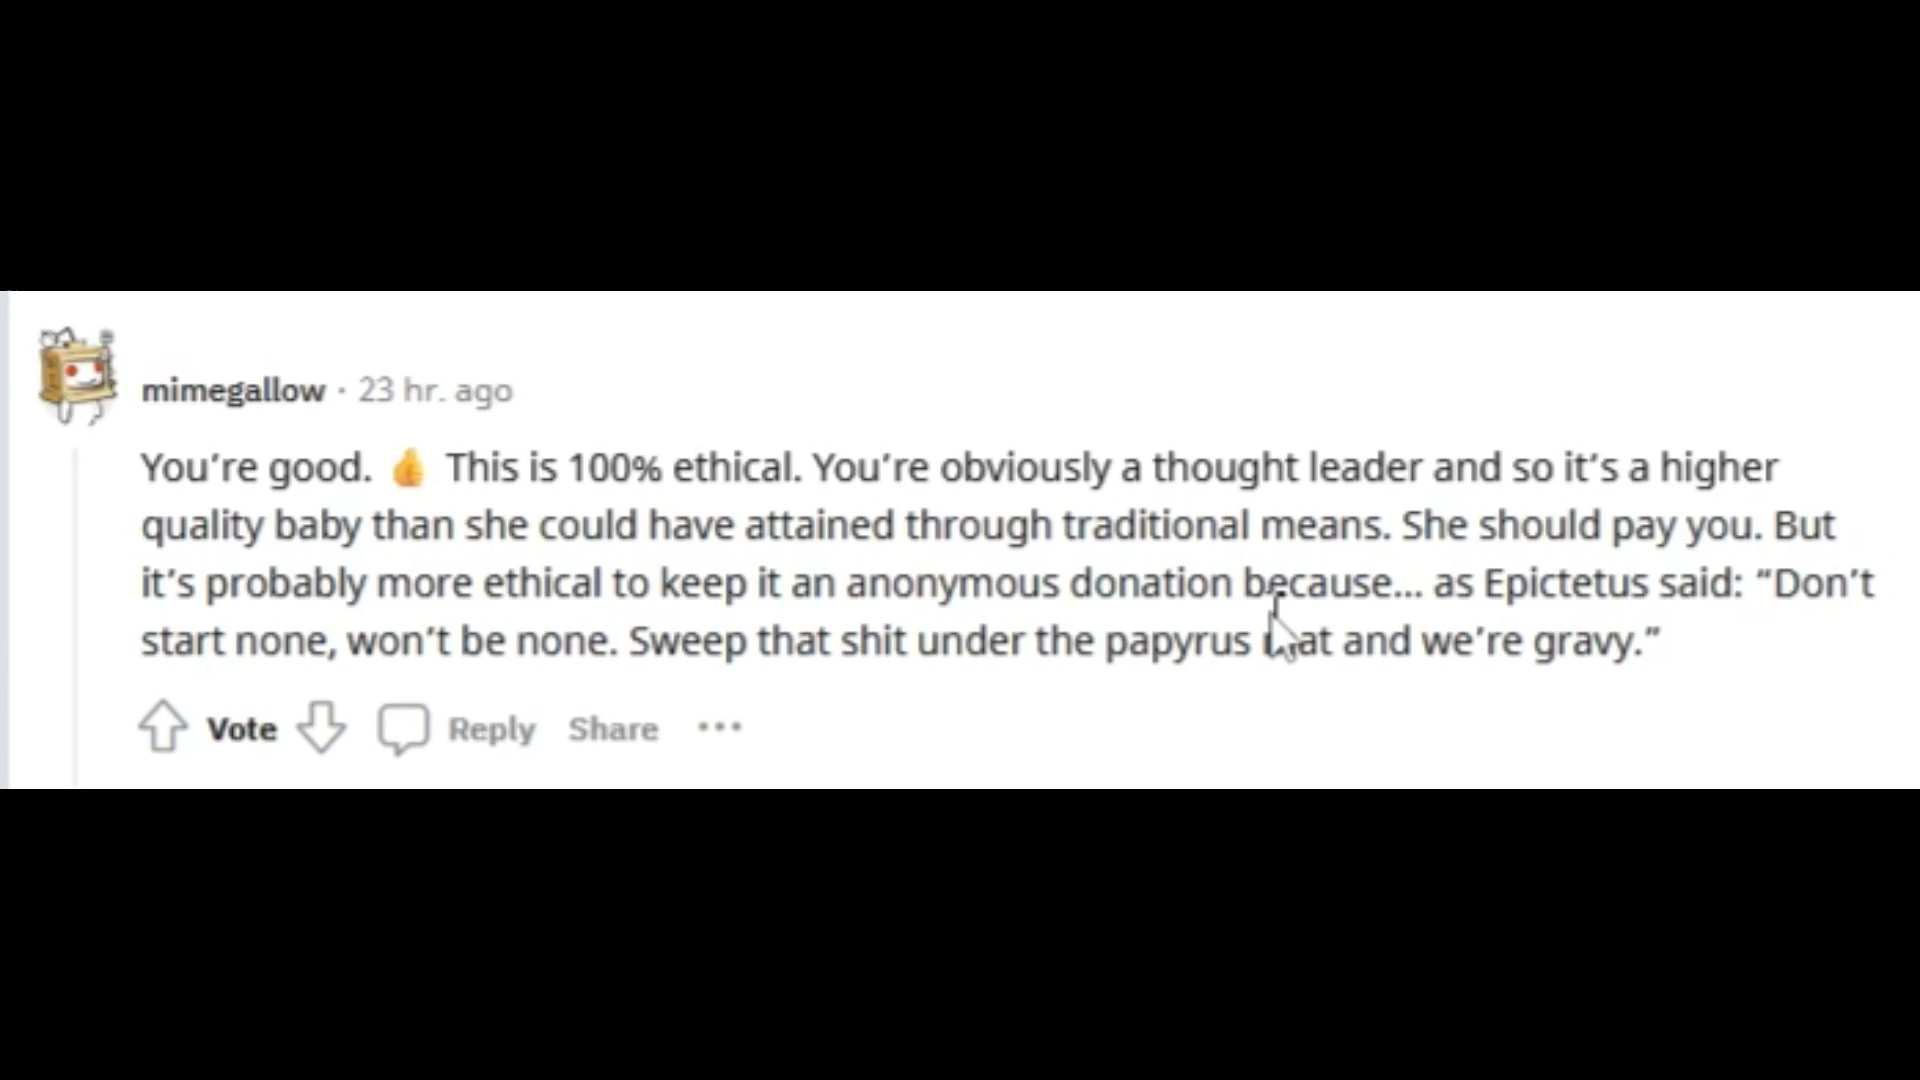 mimegallow · 23 hr. ago
You’re good. 👍 This is 100% ethical. You’re obviously a thought leader and so it’s a higher
quality baby than she could have attained through traditional means. She should pay you. But
it’s probably more ethical to keep it an anonymous donation because... as Epictetus said: “Don’t
start none, won’t be none. Sweep that shit under the papyrus mat and we’re gravy.”
Vote Reply Share ...